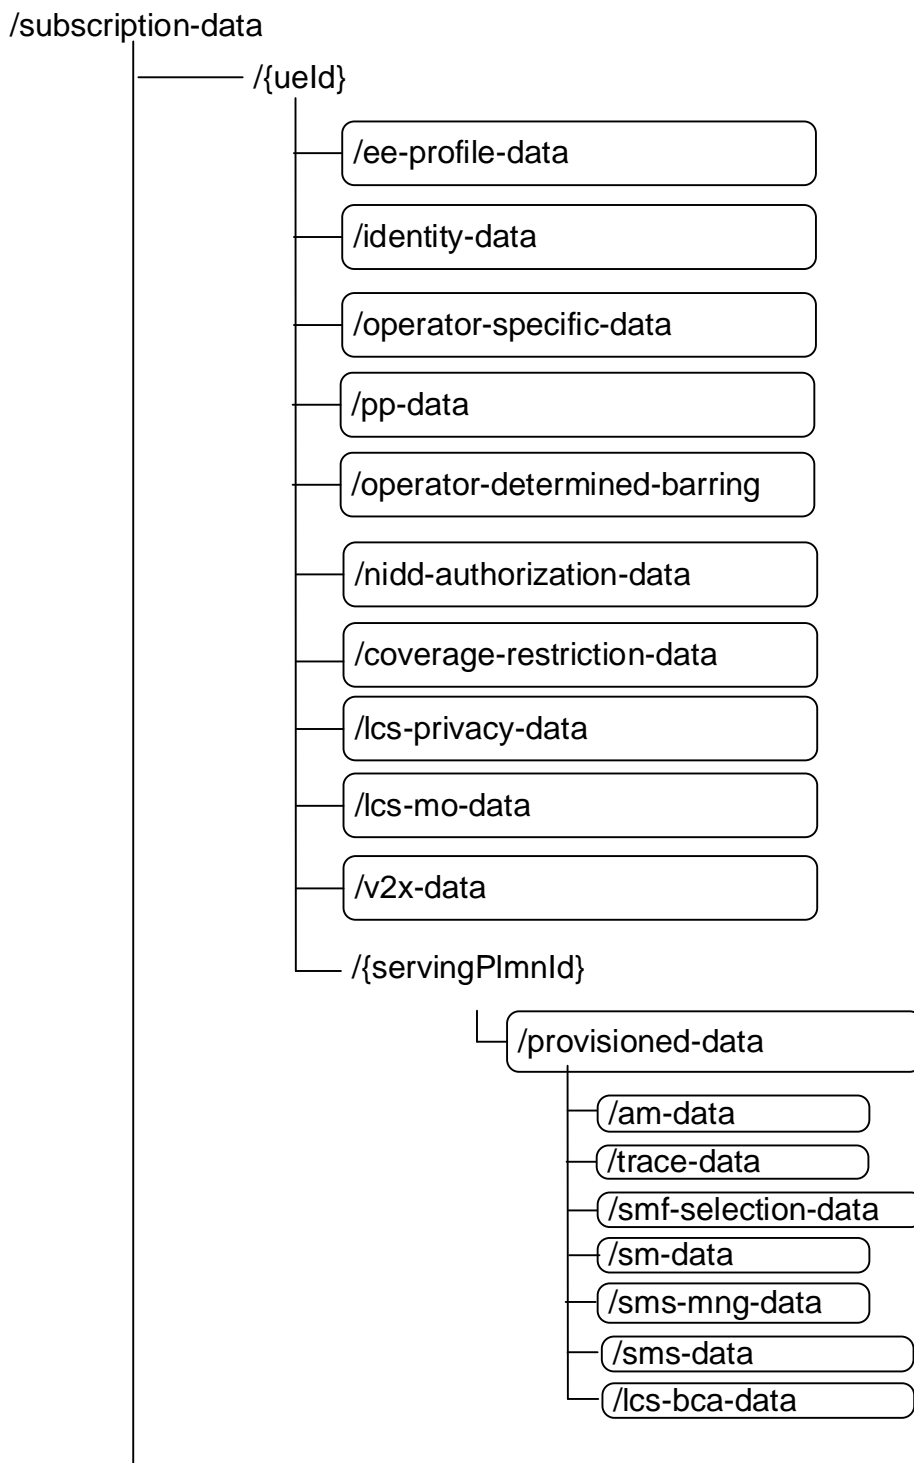 /subscription-data
/{ueId}
/ee-profile-data
/identity-data
/operator-specific-data
/pp-data
/operator-determined-barring
/nidd-authorization-data
/coverage-restriction-data
/lcs-privacy-data
/lcs-mo-data
/v2x-data
/{servingPlmnId}
/provisioned-data
/am-data
/trace-data
/smf-selection-data
/sm-data
/sms-mng-data
/sms-data
/lcs-bca-data